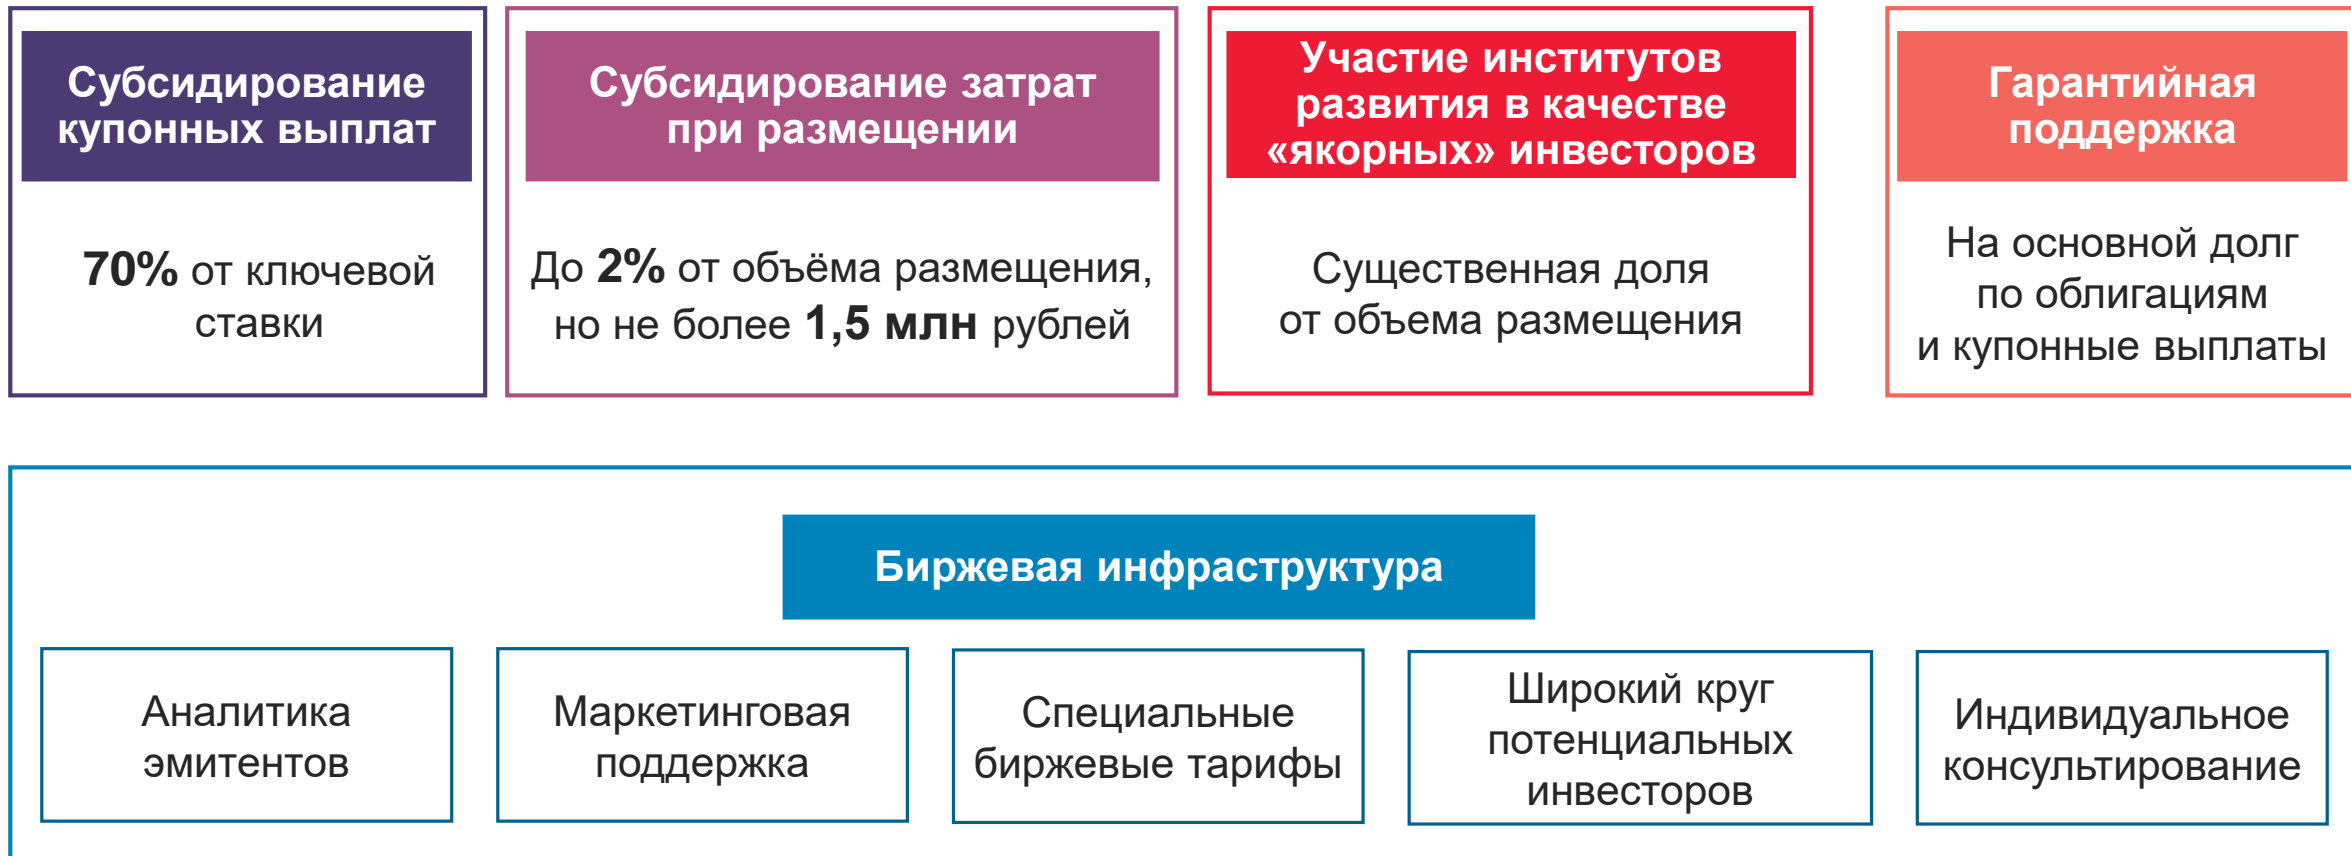 Субсидирование
купонных выплат
70% от ключевой
ставки
Субсидирование затрат
при размещении
До 2% от объёма размещения,
но не более 1,5 млн рублей
Участие институтов
развития в качестве
«якорных» инвесторов
Существенная доля
от объема размещения
Гарантийная
поддержка
На основной долг
по облигациям
и купонные выплаты
Биржевая инфраструктура
Аналитика
эмитентов
Маркетинговая
поддержка
Специальные
биржевые тарифы
Широкий круг
потенциальных
инвесторов
Индивидуальное
консультирование